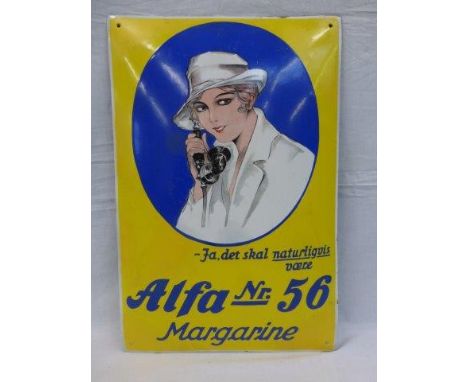 - Ja, det skal naturligvis
være
Alfa Nr. 56
Margarine